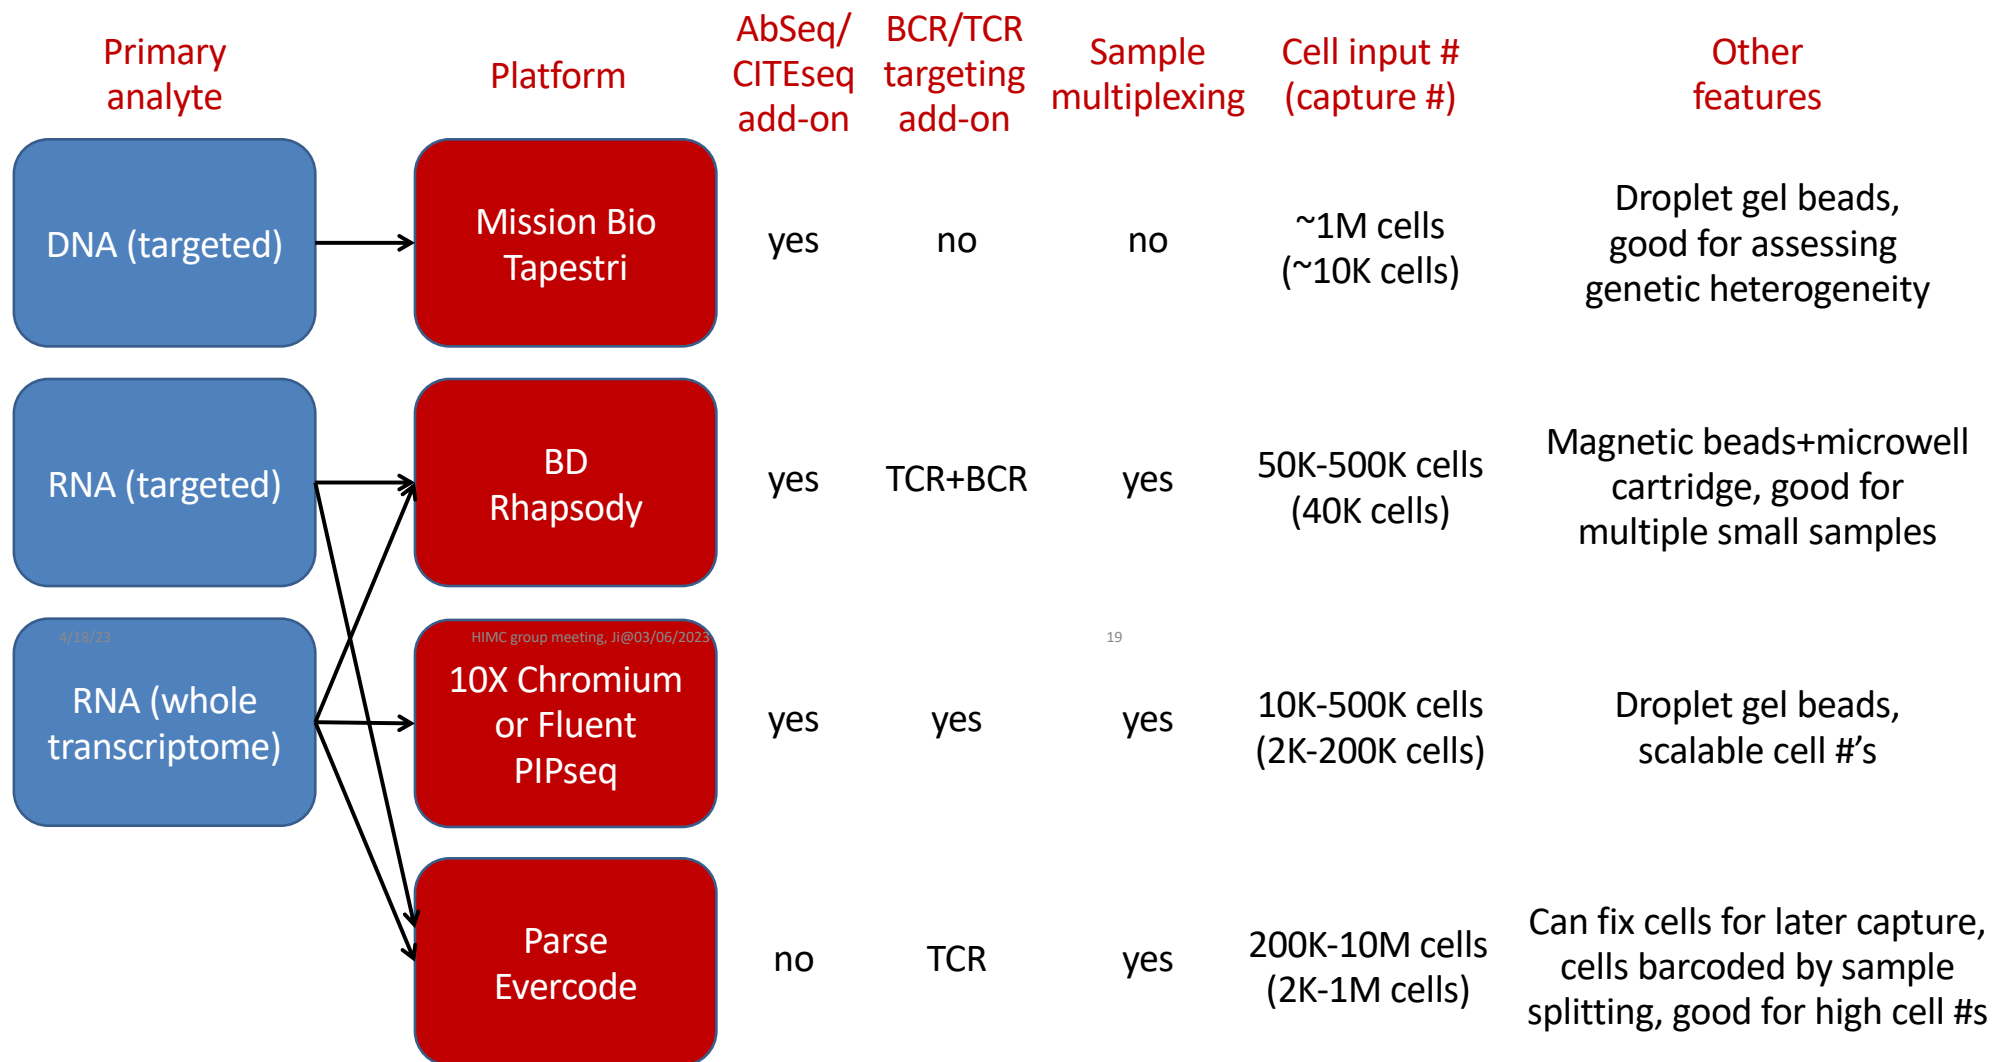 Primary
analyte
Platform
AbSeq/
CITEseq
add-on
BCR/TCR
targeting
add-on
Sample
multiplexing
Cell input #
(capture #)
Other
features
DNA (targeted)
Mission Bio
Tapestri
yes
no
no
~1M cells
(~10K cells)
Droplet gel beads,
good for assessing
genetic heterogeneity
RNA (targeted)
BD
Rhapsody
yes
TCR+BCR
yes
50K-500K cells
(40K cells)
Magnetic beads+microwell
cartridge, good for
multiple small samples
4/18/23
HIMC group meeting, Ji@03/06/2023
19
RNA (whole
transcriptome)
10X Chromium
or Fluent
PIPseq
yes
yes
yes
10K-500K cells
(2K-200K cells)
Droplet gel beads,
scalable cell #'s
Parse
Evercode
no
TCR
yes
200K-10M cells
(2K-1M cells)
Can fix cells for later capture,
cells barcoded by sample
splitting, good for high cell #s